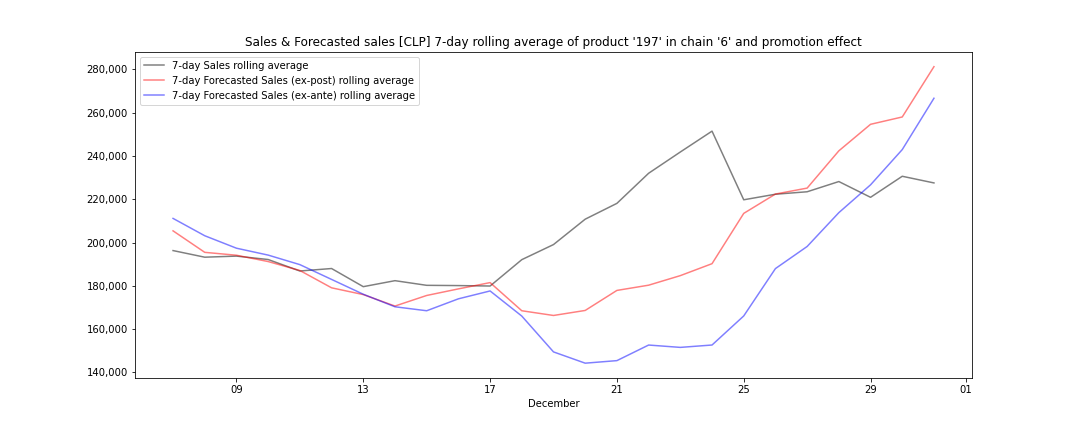 Sales & Forecasted sales [CLP] 7-day rolling average of product '197' in chain '6' and promotion effect
7-day Sales rolling average
7-day Forecasted Sales (ex-post) rolling average
7-day Forecasted Sales (ex-ante) rolling average
280,000
260,000
240,000
220,000
200,000
180,000
160,000
140,000
09 13 17 21 25 29 01
December